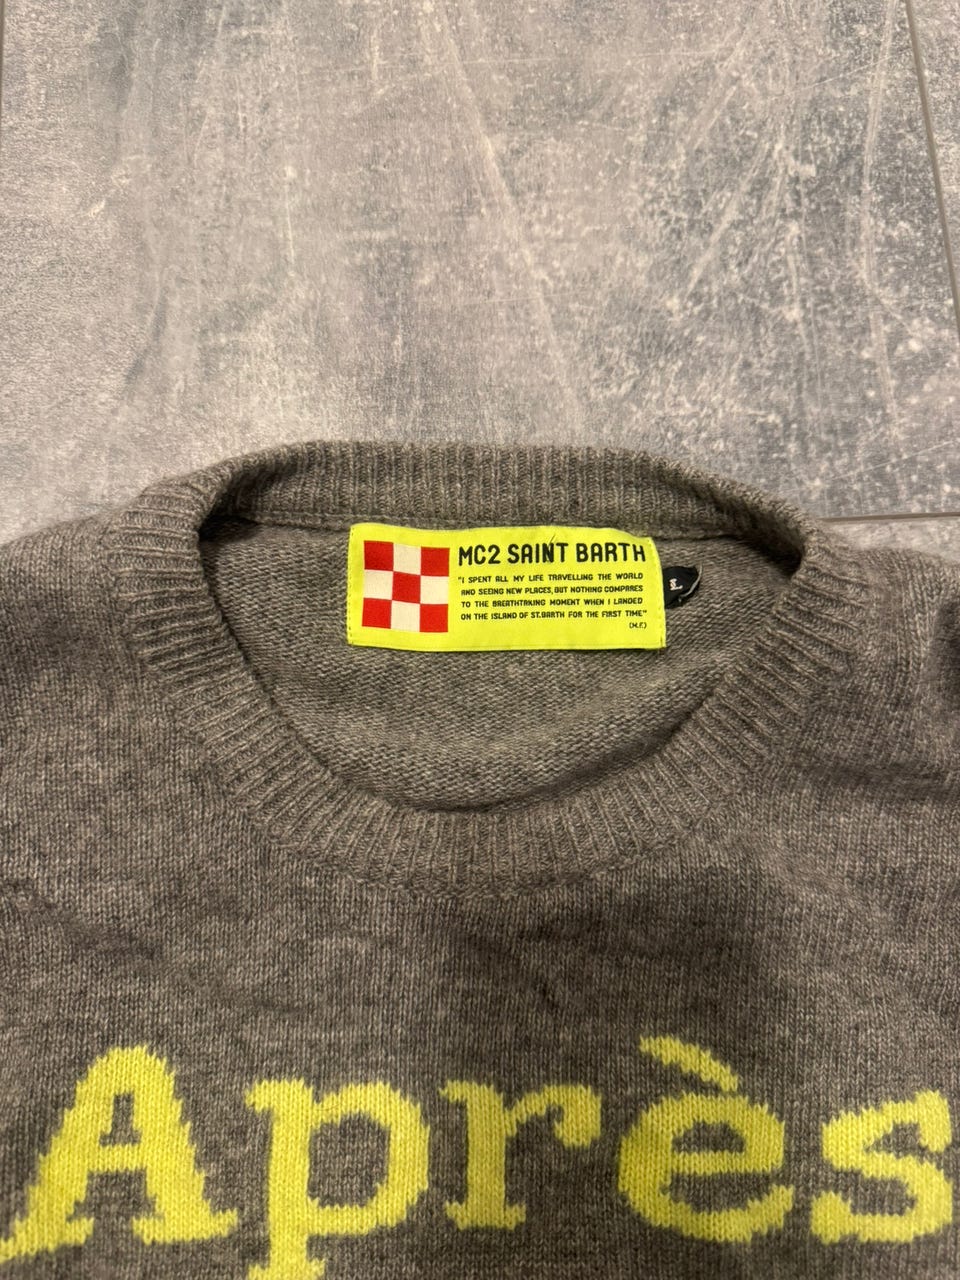 MC2 SAINT BARTH
"I SPENT ALL MY LIFE TRAVELLING THE WORLD
AND SEEING NEW PLACES, BUT NOTHING COMPARES
TO THE BREATHTAKING MOMENT WHEN I LANDED
ON THE ISLAND OF ST.BARTH FOR THE FIRST TIME"
(M.F.)
Après